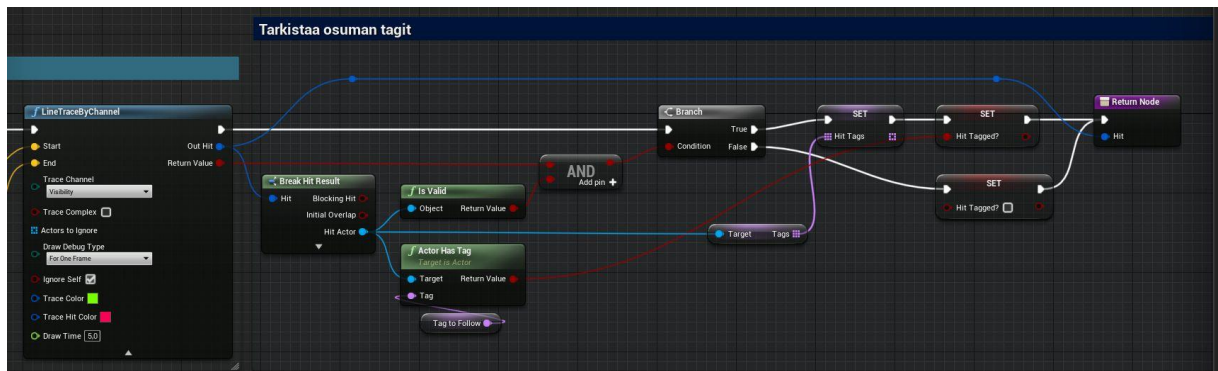 Tarkistaa osuman tagit
LineTraceByChannel
Start
Out Hit
End
Return Value
Trace Channel
Visibility
Trace Complex
Actors to Ignore
Draw Debug Type
For One Frame
Ignore Self
Trace Color
Trace Hit Color
Draw Time 5,0
Break Hit Result
Hit
Blocking Hit
Initial Overlap
Hit Actor
Is Valid
Object
Return Value
Actor Has Tag
Target is Actor
Target
Return Value
Tag
Tag to Follow
AND
Add pin +
Branch
True
Condition
False
Target
Tags
SET
Hit Tags
SET
Hit Tagged?
SET
Hit Tagged?
Return Node
Hit